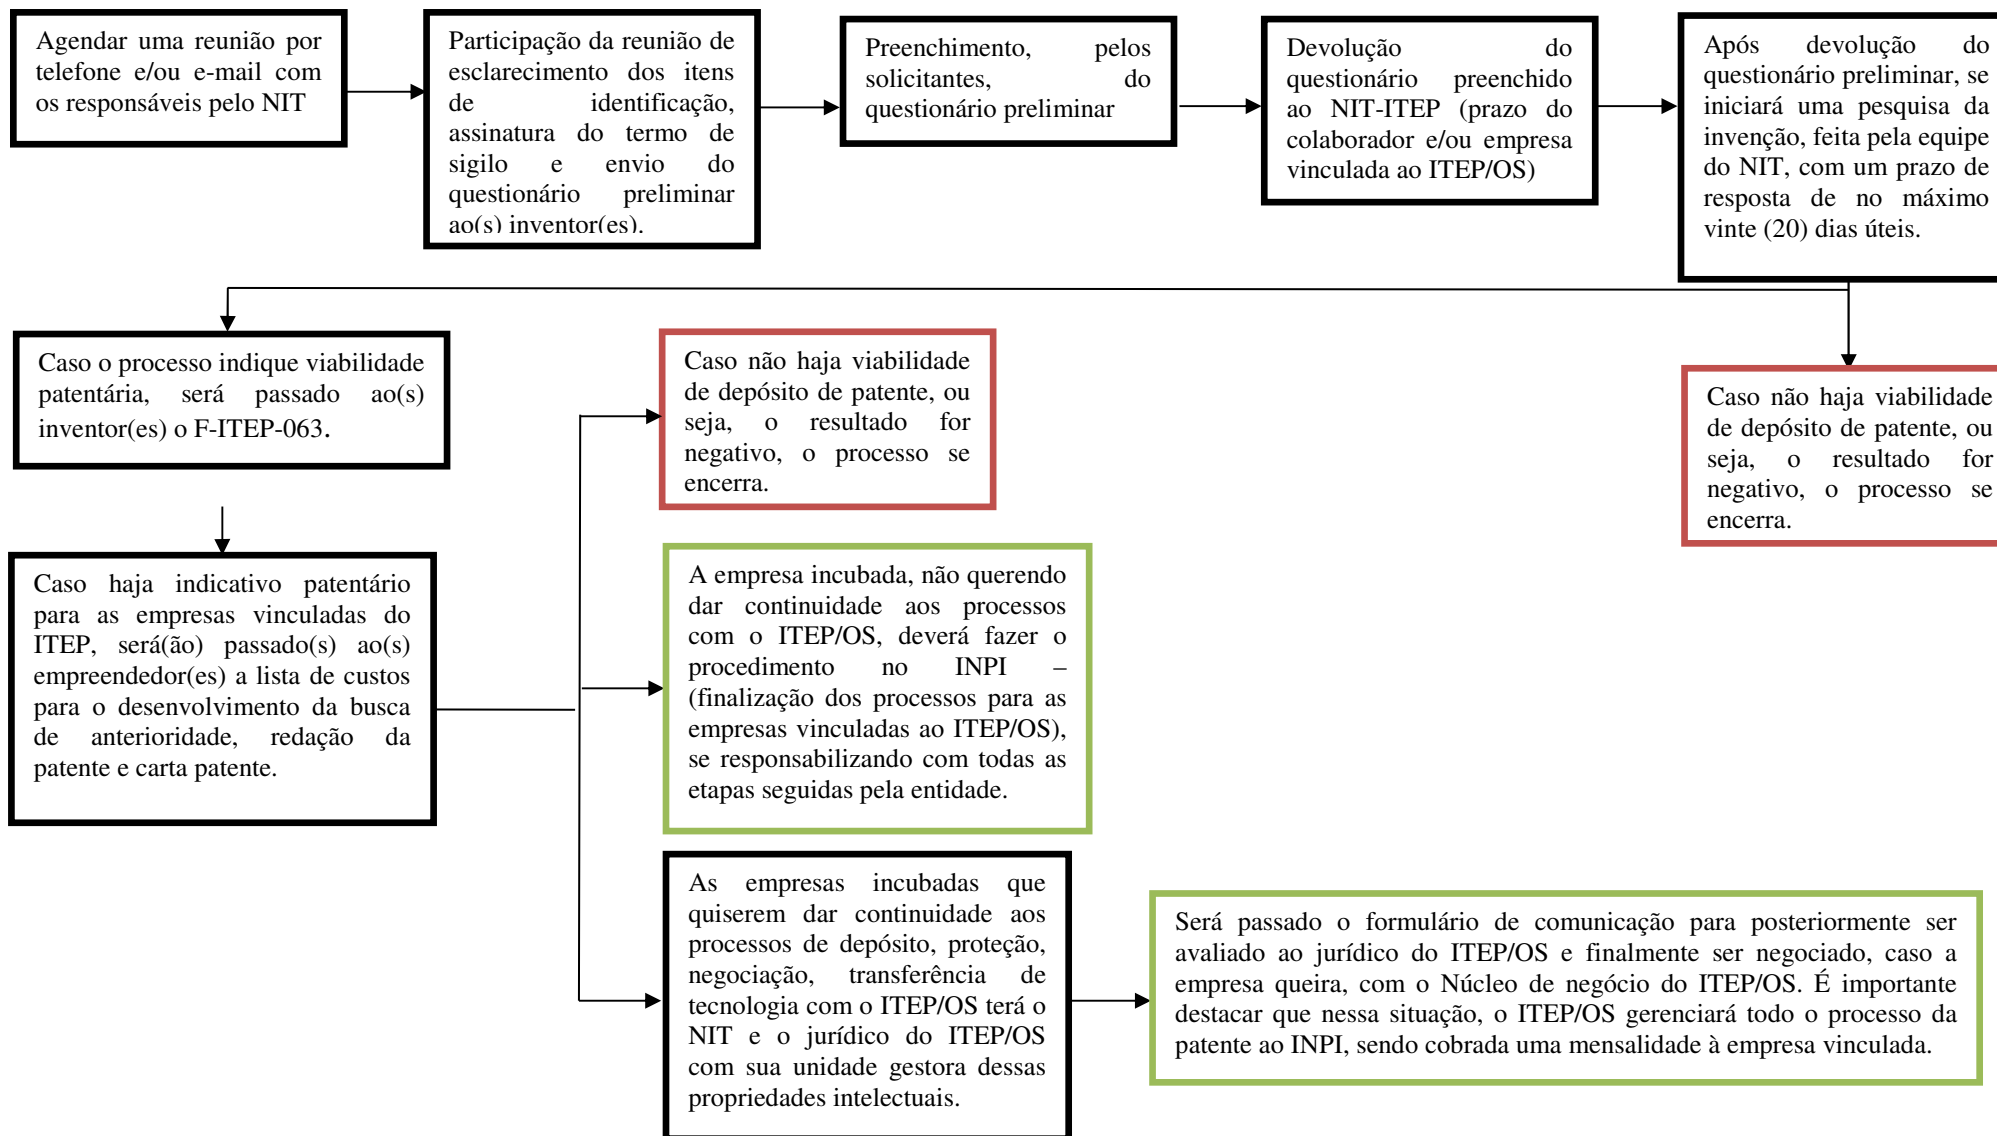 Agendar uma reunião por
telefone e/ou e-mail com
os responsáveis pelo NIT
Participação da reunião de
esclarecimento dos itens
de identificação,
assinatura do termo de
sigilo e envio do
questionário preliminar
ao(s) inventor(es).
Preenchimento, pelos
solicitantes, do
questionário preliminar
Devolução do
questionário preenchido
ao NIT-ITEP (prazo do
colaborador e/ou empresa
vinculada ao ITEP/OS)
Após devolução do
questionário preliminar, se
iniciará uma pesquisa da
invenção, feita pela equipe
do NIT, com um prazo de
resposta de no máximo
vinte (20) dias úteis.
Caso o processo indique viabilidade
patentária, será passado ao(s)
inventor(es) o F-ITEP-063.
Caso não haja viabilidade
de depósito de patente, ou
seja, o resultado for
negativo, o processo se
encerra.
Caso não haja viabilidade
de depósito de patente, ou
seja, o resultado for
negativo, o processo se
encerra.
Caso haja indicativo patentário
para as empresas vinculadas do
ITEP, será(ão) passado(s) ao(s)
empreendedor(es) a lista de custos
para o desenvolvimento da busca
de anterioridade, redação da
patente e carta patente.
A empresa incubada, não querendo
dar continuidade aos processos
com o ITEP/OS, deverá fazer o
procedimento no INPI –
(finalização dos processos para as
empresas vinculadas ao ITEP/OS),
se responsabilizando com todas as
etapas seguidas pela entidade.
As empresas incubadas que
quiserem dar continuidade aos
processos de depósito, proteção,
negociação, transferência de
tecnologia com o ITEP/OS terá o
NIT e o jurídico do ITEP/OS
com sua unidade gestora dessas
propriedades intelectuais.
Será passado o formulário de comunicação para posteriormente ser
avaliado ao jurídico do ITEP/OS e finalmente ser negociado, caso a
empresa queira, com o Núcleo de negócio do ITEP/OS. É importante
destacar que nessa situação, o ITEP/OS gerenciará todo o processo da
patente ao INPI, sendo cobrada uma mensalidade à empresa vinculada.